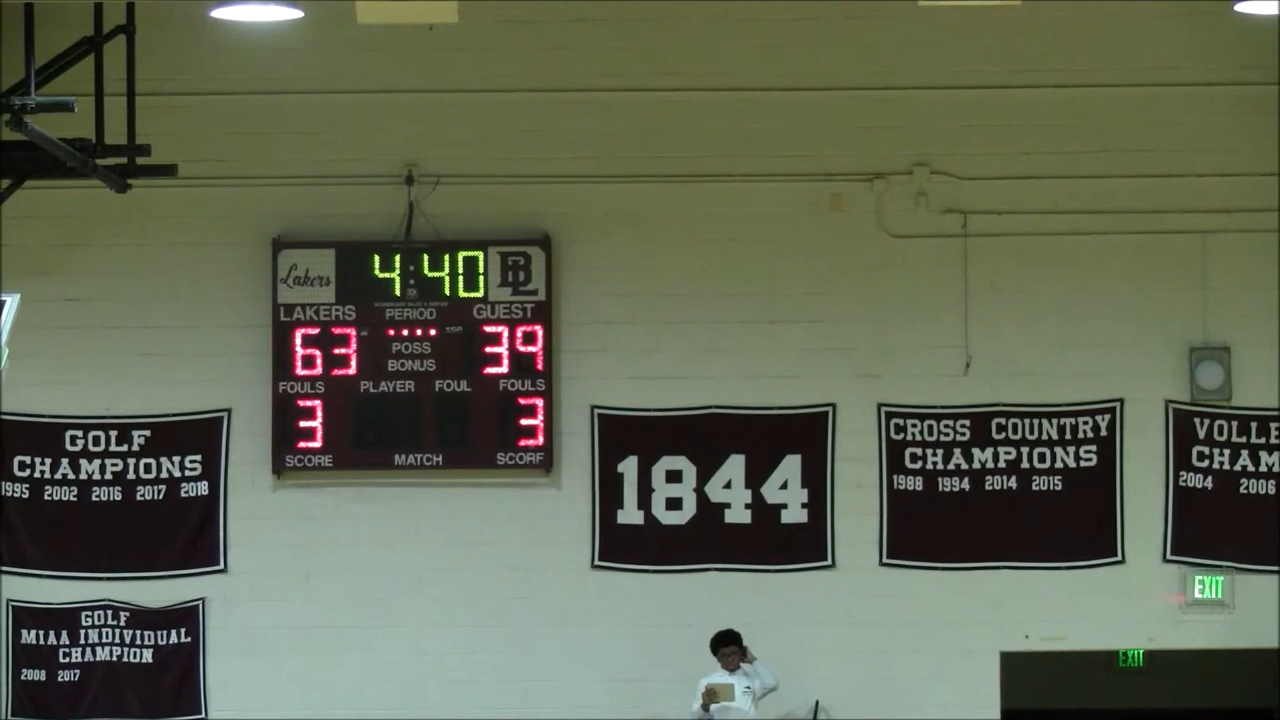 Lakers
4:40
BL
LAKERS
PERIOD
GUEST
63
39
POSS
BONUS
FOULS
PLAYER
FOUL
FOULS
3
3
SCORE
MATCH
SCORE
GOLF
CHAMPIONS
1995 2002 2016 2017 2018
1844
CROSS COUNTRY
CHAMPIONS
1988 1994 2014 2015
VOLLE
CHAM
2004 2006
EXIT
EXIT
GOLF
MIAA INDIVIDUAL
CHAMPION
2008 2017